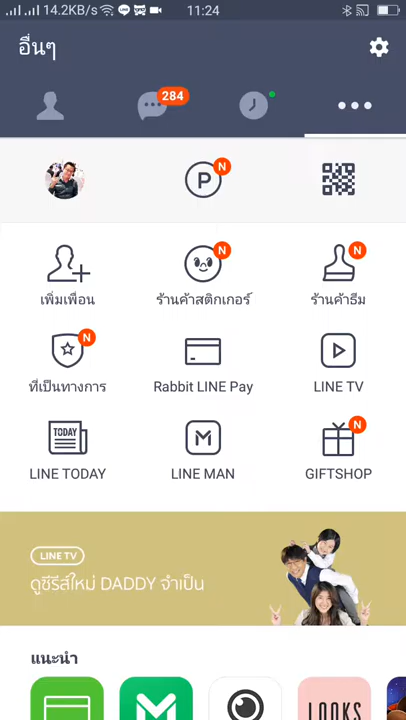 14.2KB/s 11:24
อื่นๆ
284
P N
เพิ่มเพื่อน
N ร้านค้าสติกเกอร์
N ร้านค้าธีม
N ที่เป็นทางการ
Rabbit LINE Pay
LINE TV
TODAY
LINE TODAY
M
LINE MAN
N GIFTSHOP
LINE TV
ดูซีรีส์ใหม่ DADDY จำเป็น
แนะนำ
LOOKS